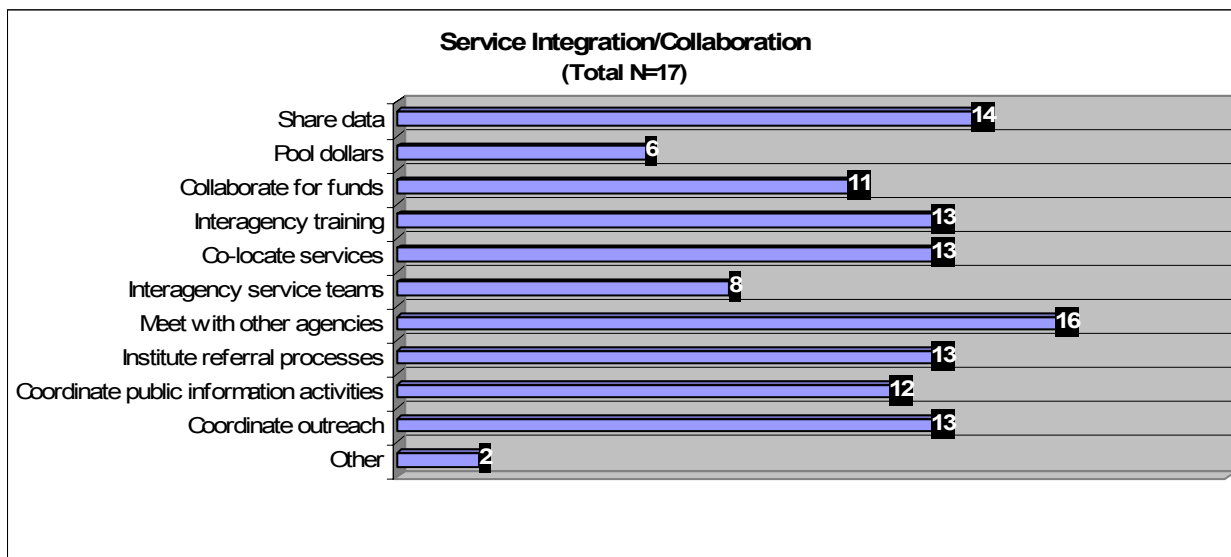 Service Integration/Collaboration
(Total N=17)
Share data 14
Pool dollars 6
Collaborate for funds 11
Interagency training 13
Co-locate services 13
Interagency service teams 8
Meet with other agencies 16
Institute referral processes 13
Coordinate public information activities 12
Coordinate outreach 13
Other 2